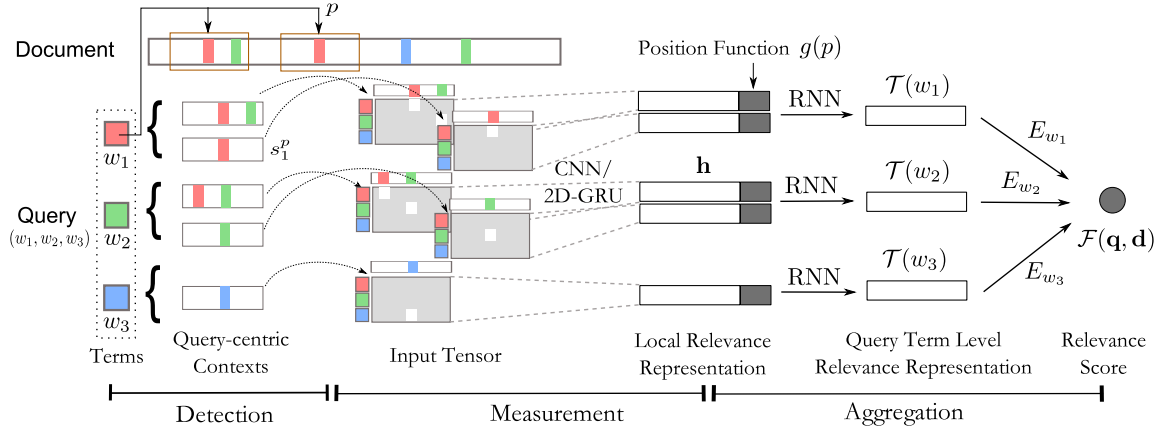 p
Document
Position Function g(p)
RNN
𝒯(w₁)
w₁
s₁ᵖ
E_{w₁}
CNN/
2D-GRU
h
RNN
𝒯(w₂)
E_{w₂}
Query
(w₁, w₂, w₃)
w₂
ℱ(q, d)
RNN
𝒯(w₃)
E_{w₃}
w₃
Terms
Query-centric
Contexts
Input Tensor
Local Relevance
Representation
Query Term Level
Relevance Representation
Relevance
Score
Detection
Measurement
Aggregation